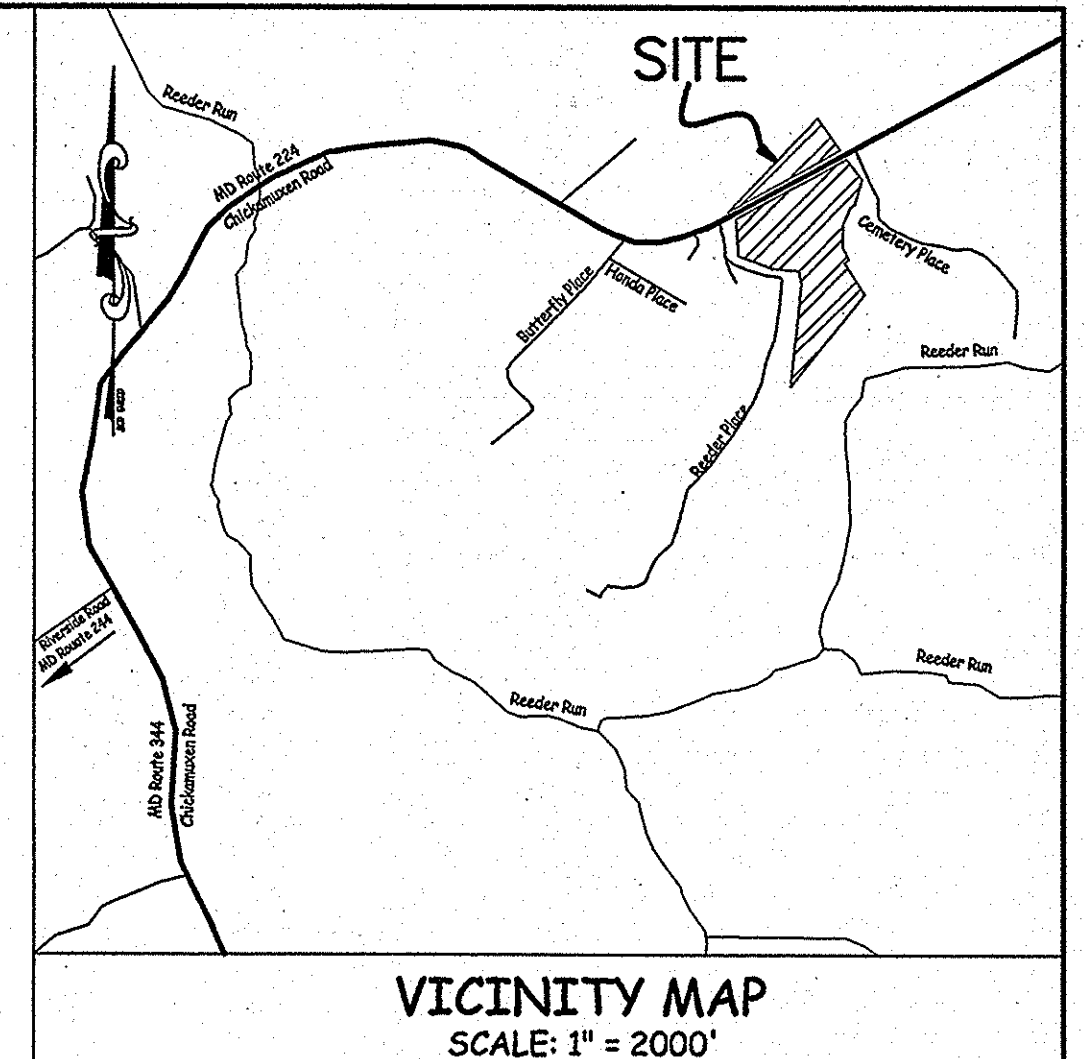 SITE
Reeder Run
MD Route 224
Chickamuxen Road
Cemetery Place
Butterfly Place
Honda Place
Reeder Run
Reeder Place
Riverside Road
MD Rouate 244
Reeder Run
Reeder Run
MD Route 344
Chickamuxen Road
VICINITY MAP
SCALE: 1" = 2000'